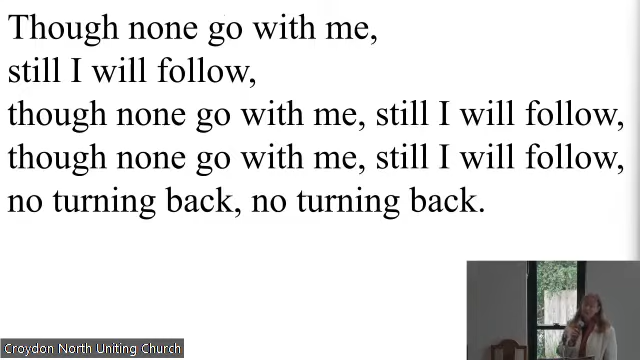 Though none go with me,
still I will follow,
though none go with me, still I will follow,
though none go with me, still I will follow,
no turning back, no turning back.
Croydon North Uniting Church